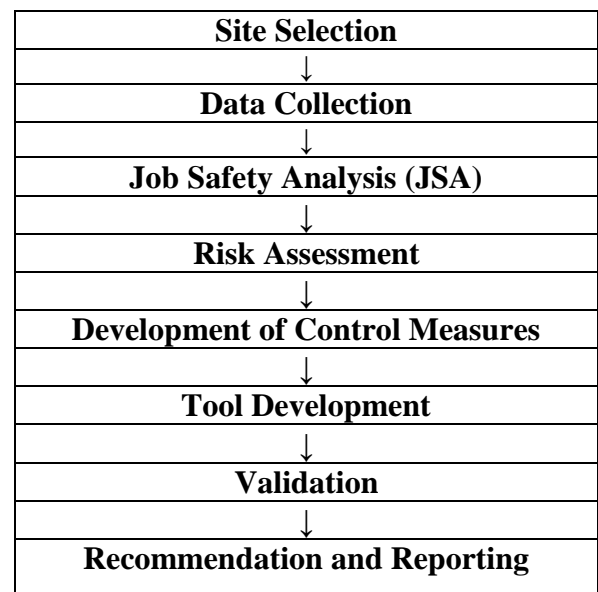 Site Selection
↓
Data Collection
↓
Job Safety Analysis (JSA)
↓
Risk Assessment
↓
Development of Control Measures
↓
Tool Development
↓
Validation
↓
Recommendation and Reporting